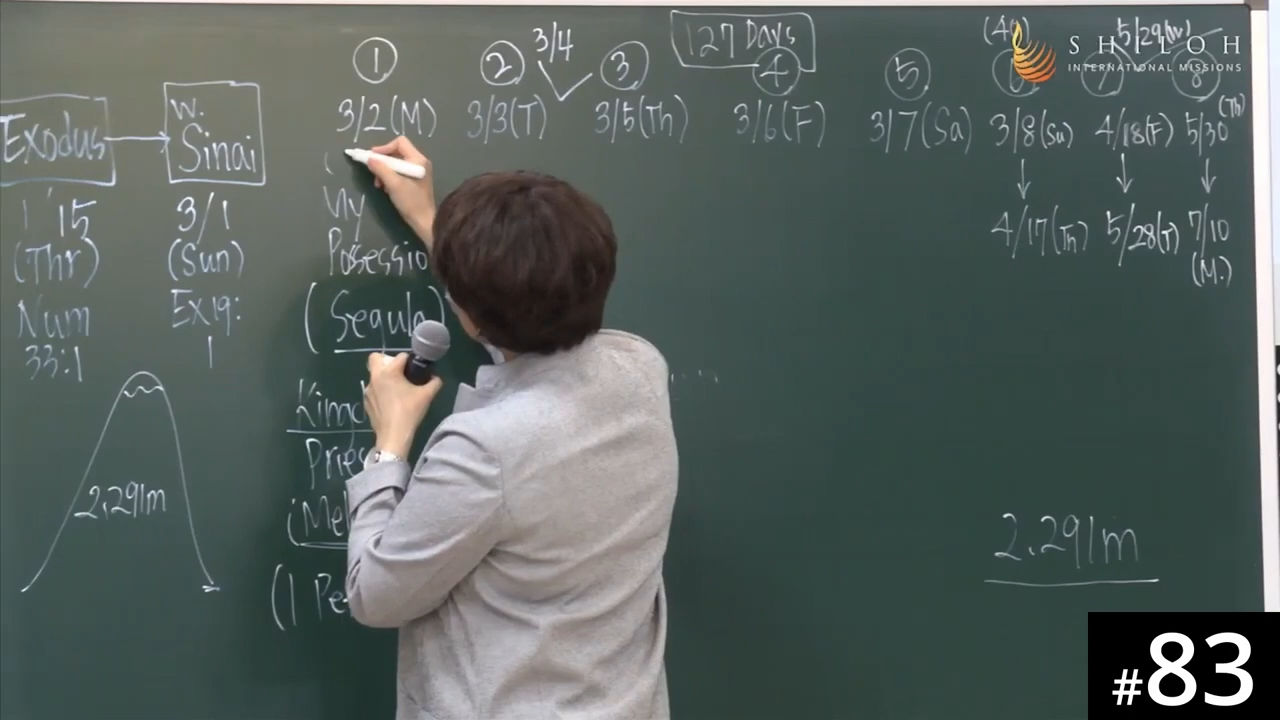 127 Days
① ② 3/4 ③ ④ ⑤ (40) ⑥ 5/29(W) ⑦ ⑧
3/2(M) 3/3(T) 3/5(Th) 3/6(F) 3/7(Sa) 3/8(Su) 4/18(F) 5/30(Th)
4/17(Th) 5/28(T) 7/10
(M.)
Exodus
1 15
(Thr)
Num
33:1
W.
Sinai
3/1
(Sun)
Ex19:
1
My
(Segula)
2,291m
2,291m
SHILOH
INTERNATIONAL MISSIONS
#83